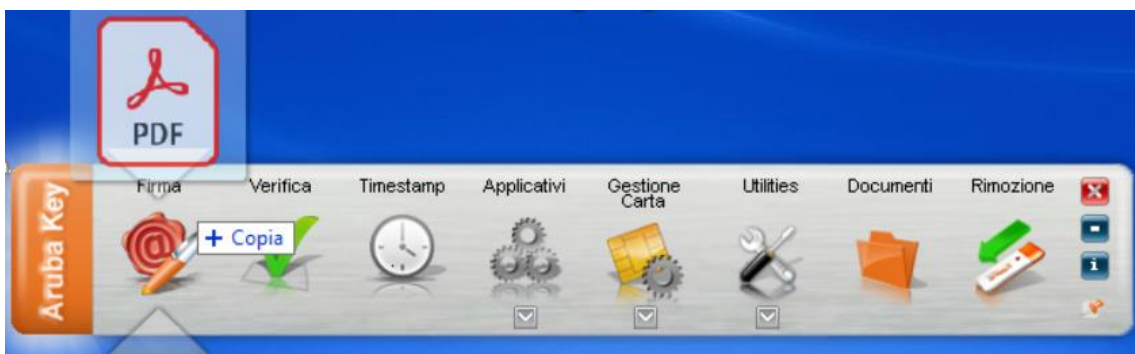 PDF
Firma
Verifica
Timestamp
Applicativi
Gestione
Carta
Utilities
Documenti
Rimozione
Aruba Key
@
+ Copia
i